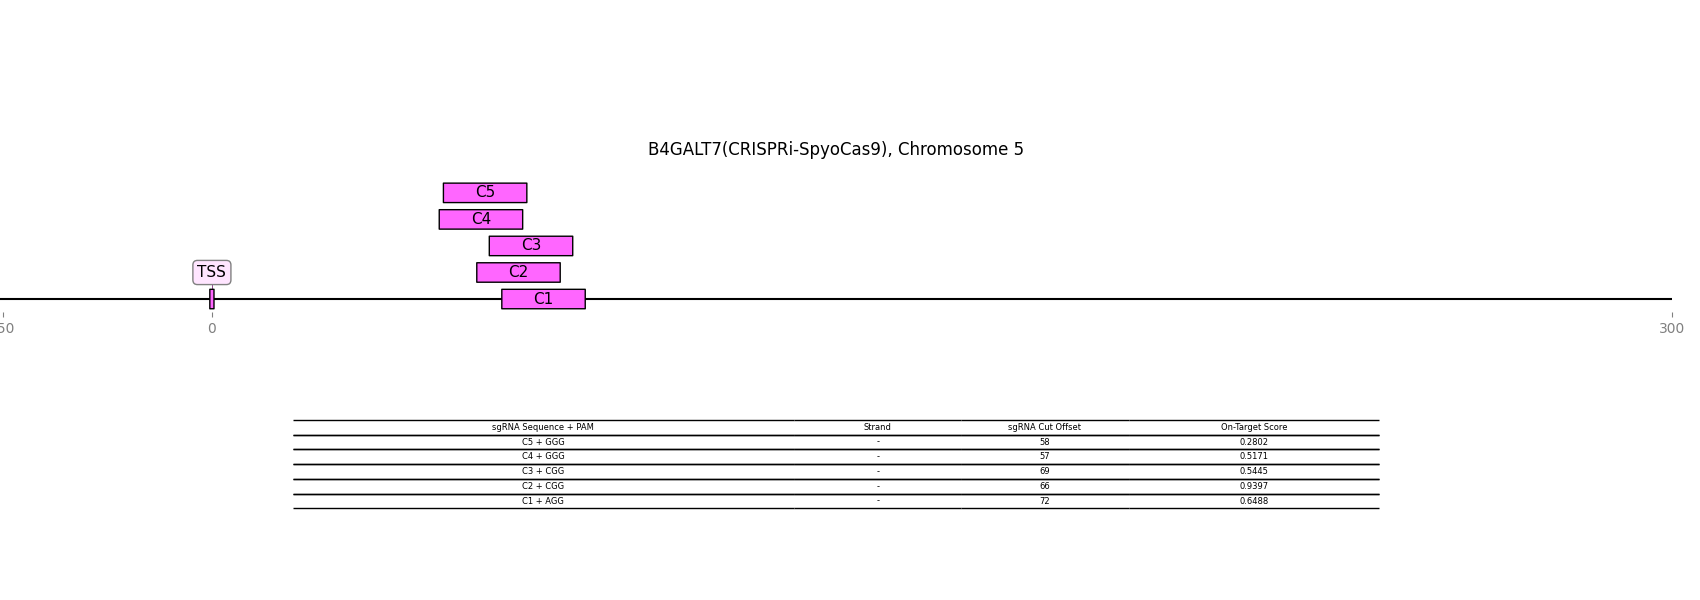 B4GALT7(CRISPRi-SpyoCas9), Chromosome 5
C5
C4
C3
TSS
C2
C1
50 0 300
sgRNA Sequence + PAM Strand sgRNA Cut Offset On-Target Score
C5 + GGG - 58 0.2802
C4 + GGG - 57 0.5171
C3 + CGG - 69 0.5445
C2 + CGG - 66 0.9397
C1 + AGG - 72 0.6488